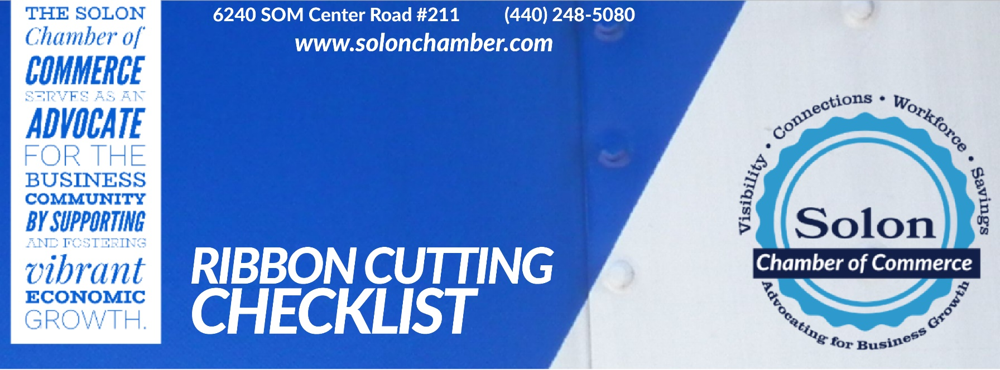 THE SOLON
Chamber of
COMMERCE
SERVES AS AN
ADVOCATE
FOR THE
BUSINESS
COMMUNITY
BY SUPPORTING
AND FOSTERING
vibrant
ECONOMIC
GROWTH.
6240 SOM Center Road #211 (440) 248-5080
www.solonchamber.com
RIBBON CUTTING
CHECKLIST
Visibility • Connections • Workforce • Savings
Solon
Chamber of Commerce
Advocating for Business Growth